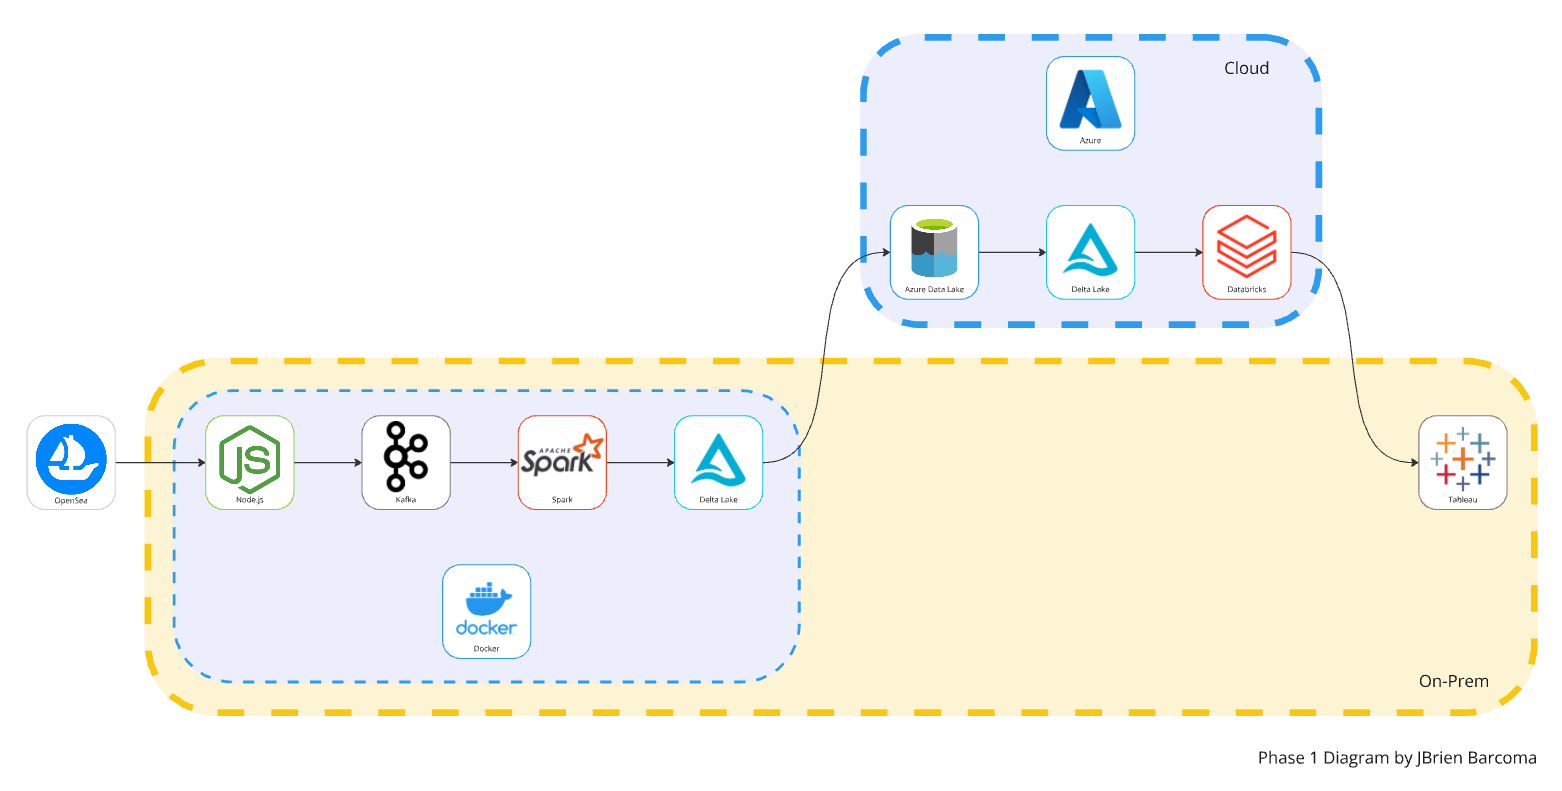 Cloud
Azure
Azure Data Lake
Delta Lake
Databricks
OpenSea
JS
Node.js
Kafka
APACHE
Spark
Spark
Delta Lake
Tableau
docker
Docker
On-Prem
Phase 1 Diagram by JBrien Barcoma